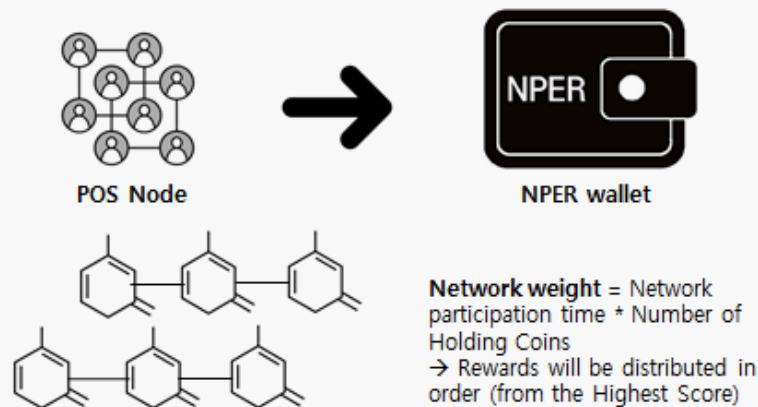 NPER
POS Node
NPER wallet
Network weight = Network
participation time * Number of
Holding Coins
→ Rewards will be distributed in
order (from the Highest Score)